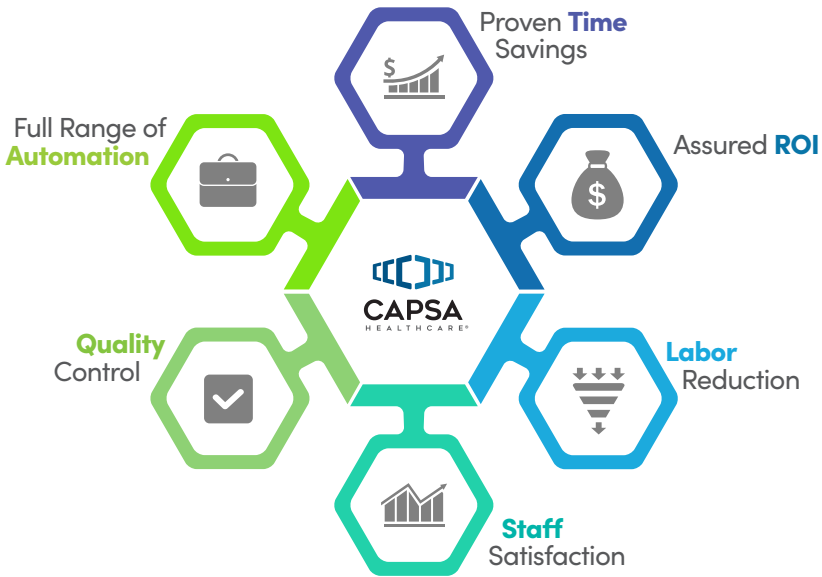 Proven Time
Savings
Full Range of
Automation
Assured ROI
$
$
CAPSA
HEALTHCARE®
Quality
Control
Labor
Reduction
Staff
Satisfaction